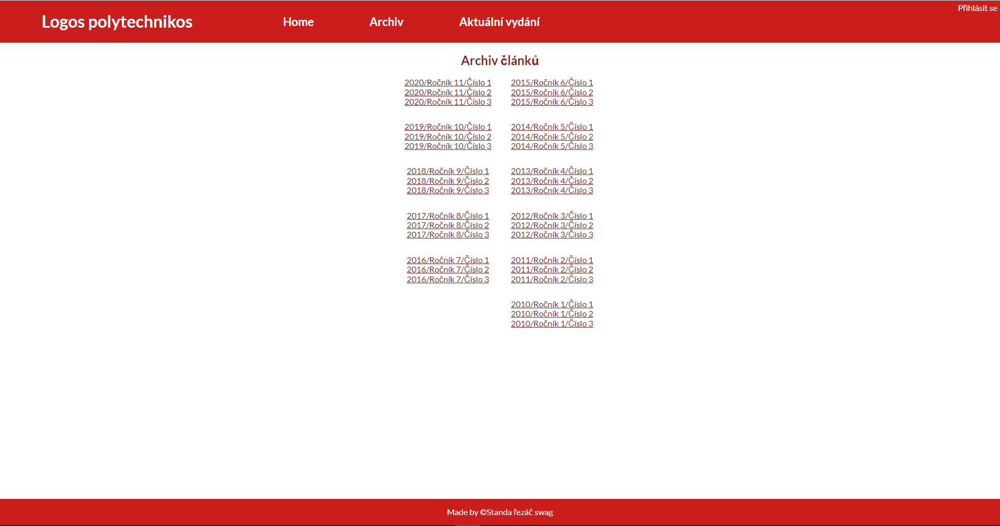 Přihlásit se
Logos polytechnikos
Home
Archiv
Aktuální vydání
Archiv článků
2020/Ročník 11/Číslo 1
2020/Ročník 11/Číslo 2
2020/Ročník 11/Číslo 3
2019/Ročník 10/Číslo 1
2019/Ročník 10/Číslo 2
2019/Ročník 10/Číslo 3
2018/Ročník 9/Číslo 1
2018/Ročník 9/Číslo 2
2018/Ročník 9/Číslo 3
2017/Ročník 8/Číslo 1
2017/Ročník 8/Číslo 2
2017/Ročník 8/Číslo 3
2016/Ročník 7/Číslo 1
2016/Ročník 7/Číslo 2
2016/Ročník 7/Číslo 3
2015/Ročník 6/Číslo 1
2015/Ročník 6/Číslo 2
2015/Ročník 6/Číslo 3
2014/Ročník 5/Číslo 1
2014/Ročník 5/Číslo 2
2014/Ročník 5/Číslo 3
2013/Ročník 4/Číslo 1
2013/Ročník 4/Číslo 2
2013/Ročník 4/Číslo 3
2012/Ročník 3/Číslo 1
2012/Ročník 3/Číslo 2
2012/Ročník 3/Číslo 3
2011/Ročník 2/Číslo 1
2011/Ročník 2/Číslo 2
2011/Ročník 2/Číslo 3
2010/Ročník 1/Číslo 1
2010/Ročník 1/Číslo 2
2010/Ročník 1/Číslo 3
Made by ©Standa řezáč swag